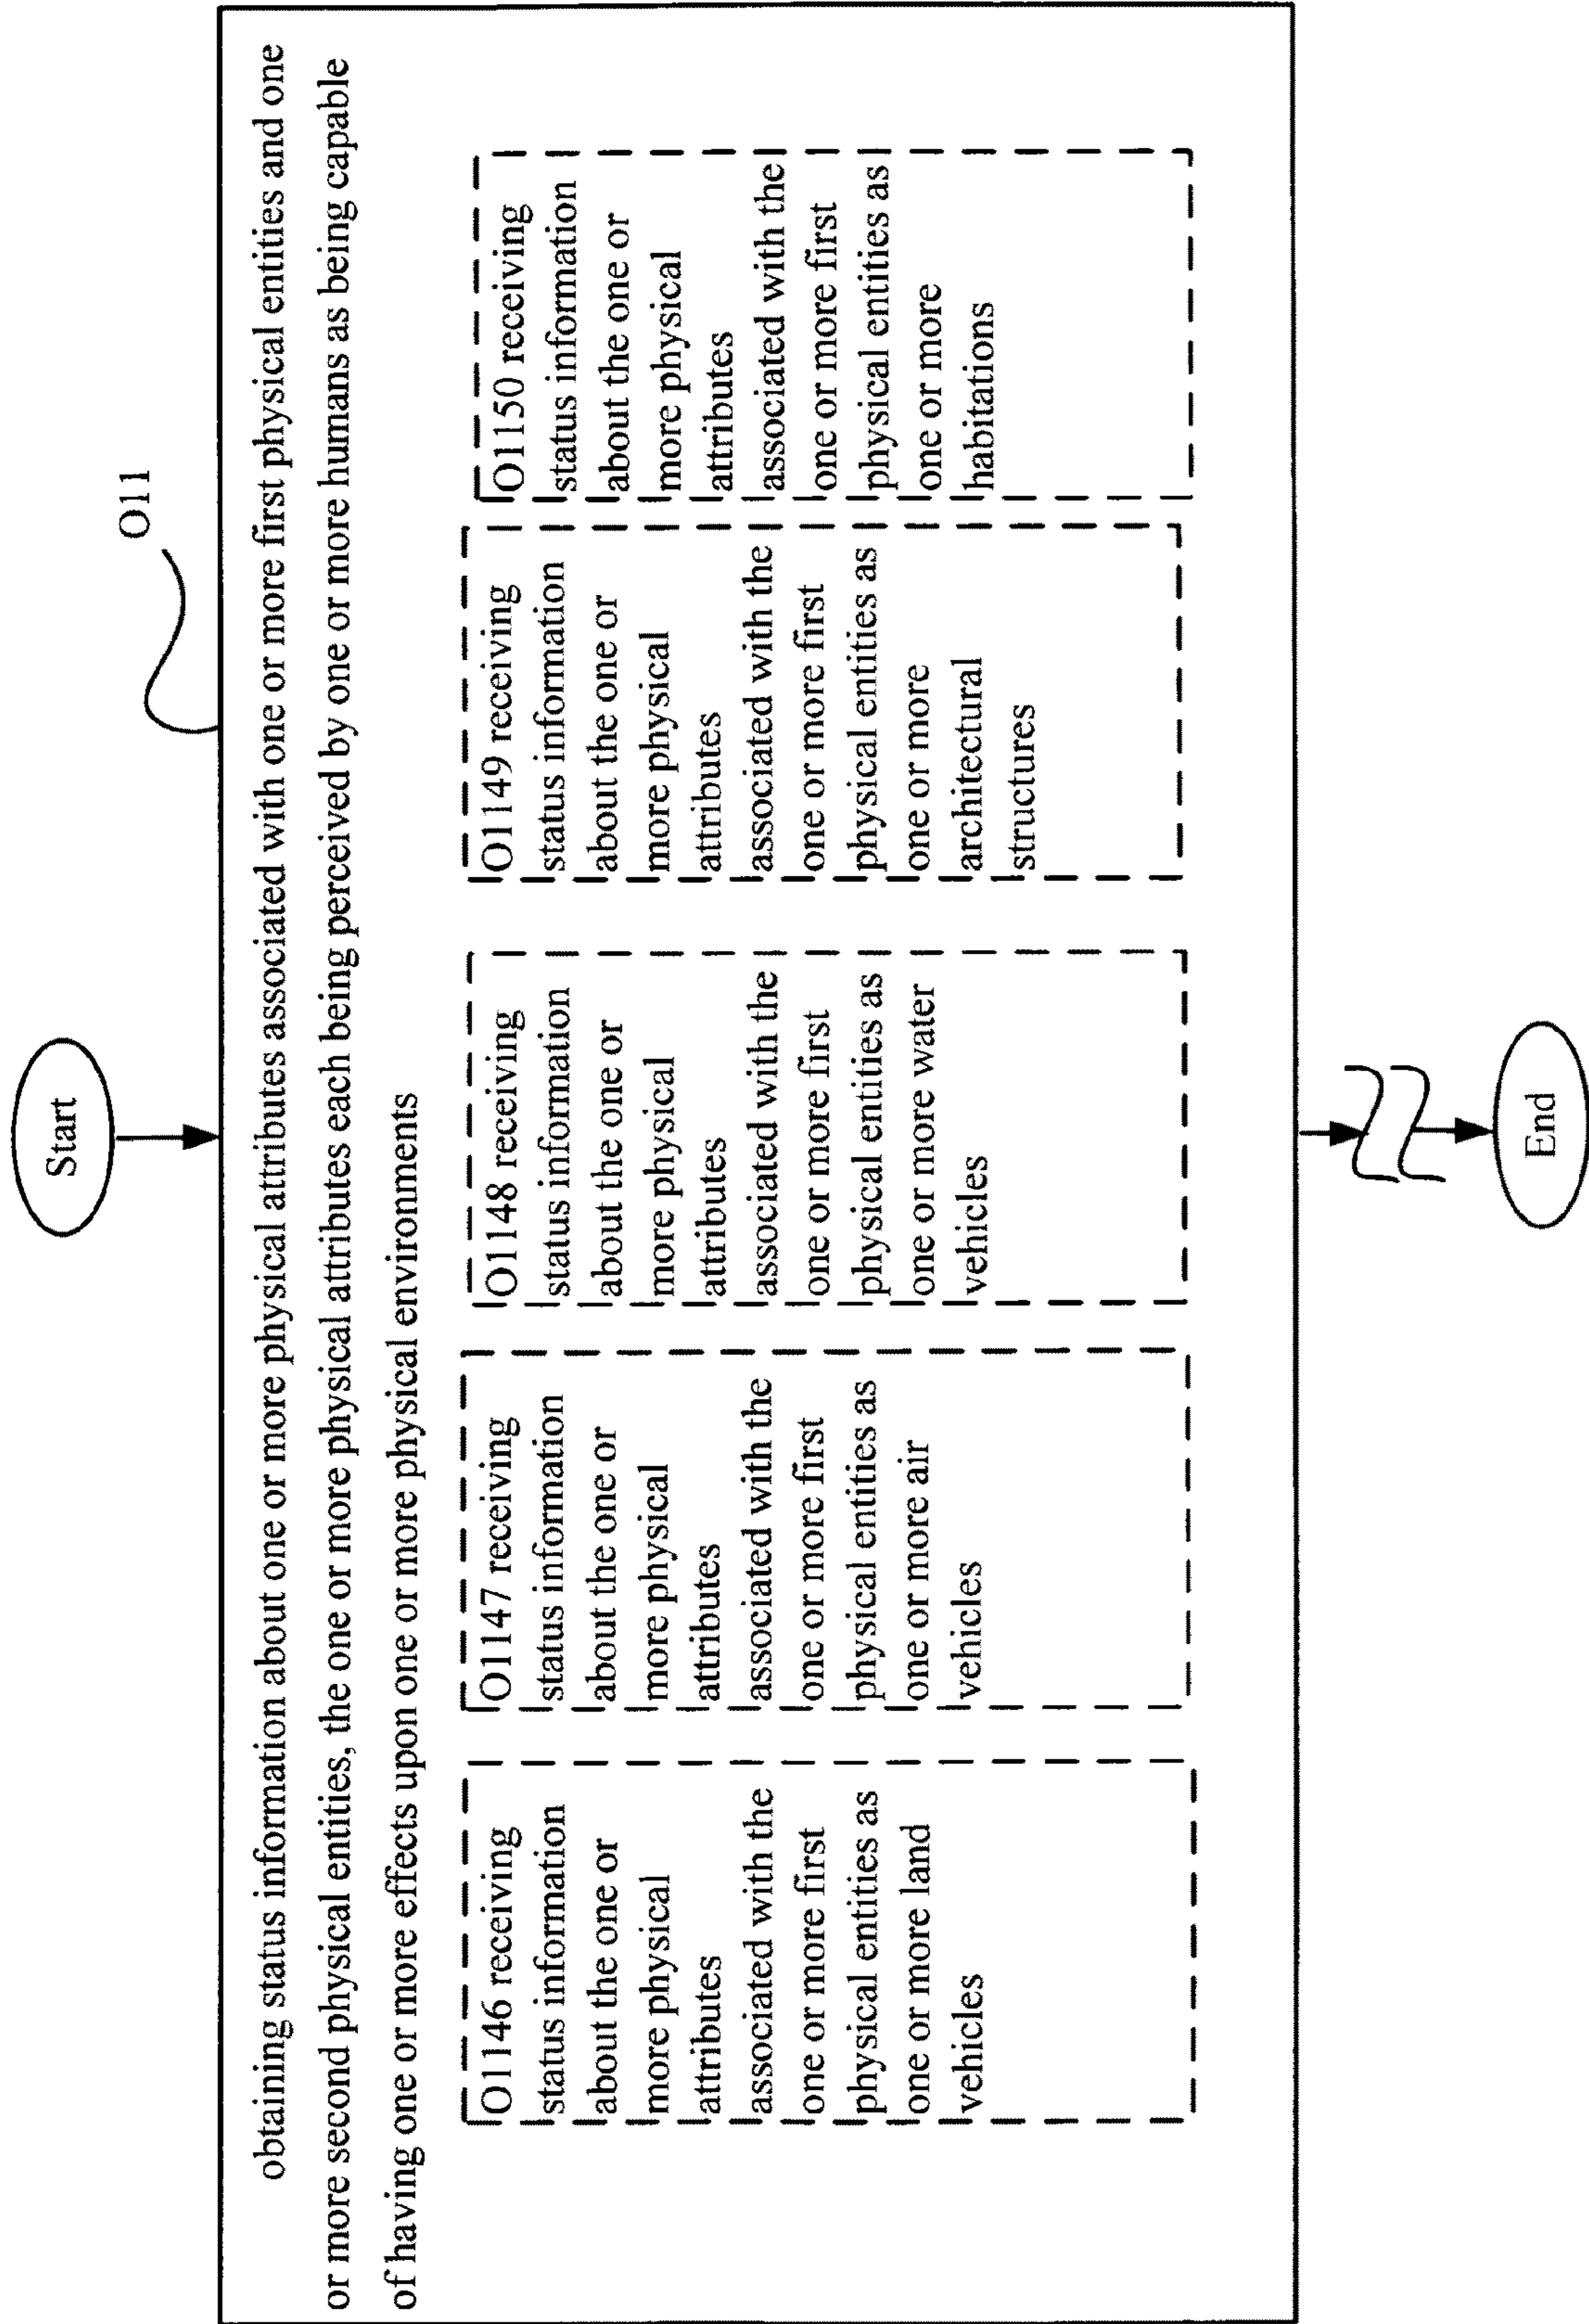 Start
O11
obtaining status information about one or more physical attributes associated with one or more first physical entities and one
or more second physical entities, the one or more physical attributes each being perceived by one or more humans as being capable
of having one or more effects upon one or more physical environments
O1146 receiving
status information
about the one or
more physical
attributes
associated with the
one or more first
physical entities as
one or more land
vehicles
O1147 receiving
status information
about the one or
more physical
attributes
associated with the
one or more first
physical entities as
one or more air
vehicles
O1148 receiving
status information
about the one or
more physical
attributes
associated with the
one or more first
physical entities as
one or more water
vehicles
O1149 receiving
status information
about the one or
more physical
attributes
associated with the
one or more first
physical entities as
one or more
architectural
structures
O1150 receiving
status information
about the one or
more physical
attributes
associated with the
one or more first
physical entities as
one or more
habitations
End